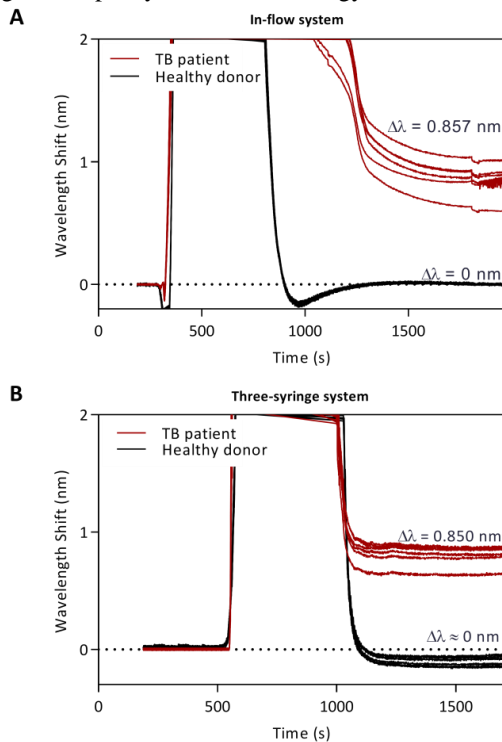 A
In-flow system
2
TB patient
Healthy donor
Δλ = 0.857 nm
1
Wavelength Shift (nm)
Δλ = 0 nm
0
0
500
1000
1500
Time (s)
B
Three-syringe system
2
TB patient
Healthy donor
Δλ = 0.850 nm
1
Wavelength Shift (nm)
Δλ ≈ 0 nm
0
0
500
1000
1500
Time (s)